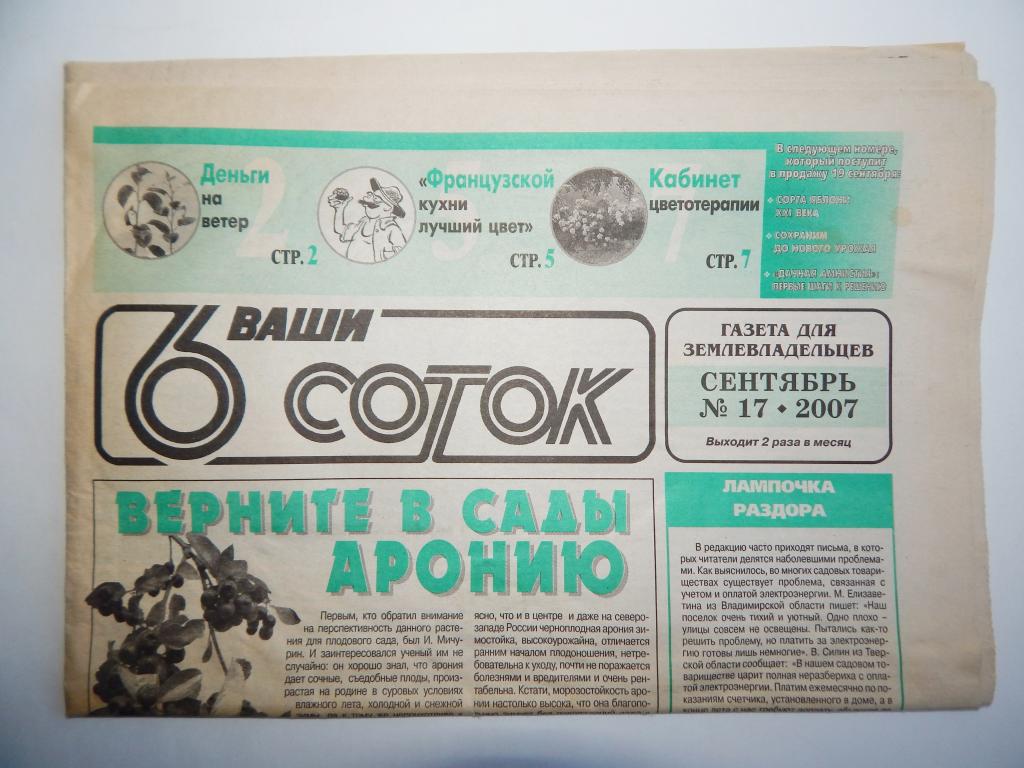 Деньги
на
ветер
2
СТР. 2
«Французской
кухни
лучший цвет»
5
СТР. 5
Кабинет
цветотерапии
7
СТР. 7
В следующем номере,
который поступит
в продажу 19 сентября:
СОРТА ЯБЛОНИ
XXI ВЕКА
СОХРАНИМ
ДО НОВОГО УРОЖАЯ
«ДАЧНАЯ АМНИСТИЯ»:
ПЕРВЫЕ ШАГИ К РЕШЕНИЮ
ВАШИ
6 СОТОК
ГАЗЕТА ДЛЯ
ЗЕМЛЕВЛАДЕЛЬЦЕВ
СЕНТЯБРЬ
№ 17 • 2007
Выходит 2 раза в месяц
ВЕРНИТЕ В САДЫ
АРОНИЮ
Первым, кто обратил внимание
на перспективность данного расте-
ния для плодового сада, был И. Мичу-
рин. И заинтересовался ученый им не
случайно: он хорошо знал, что арония
дает сочные, съедобные плоды, произ-
растая на родине в суровых условиях
влажного лета, холодной и снежной
ясно, что и в центре и даже на северо-
западе России черноплодная арония зи-
мостойка, высокоурожайна, отличается
ранним началом плодоношения, нетре-
бовательна к уходу, почти не поражается
болезнями и вредителями и очень рен-
табельна. Кстати, морозостойкость аро-
нии настолько высока, что она благопо-
ЛАМПОЧКА
РАЗДОРА
В редакцию часто приходят письма, в ко-
торых читатели делятся наболевшими проблема-
ми. Как выяснилось, во многих садовых товари-
ществах существует проблема, связанная с
учетом и оплатой электроэнергии. М. Елизаве-
тина из Владимирской области пишет: «Наш
поселок очень тихий и уютный. Одно плохо –
улицы совсем не освещены. Пытались как-то
решить проблему, но платить за электроэнер-
гию готовы лишь немногие». В. Силин из Твер-
ской области сообщает: «В нашем садовом то-
вариществе царит полная неразбериха с опла-
той электроэнергии. Платим ежемесячно по по-
казаниям счетчика, установленного в доме, а в